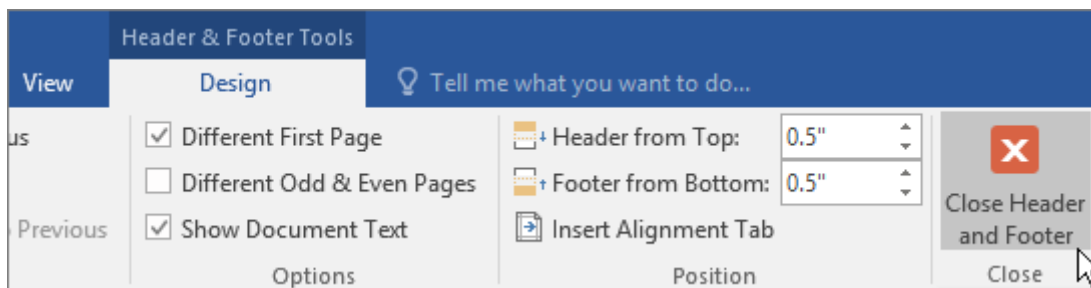 Header & Footer Tools
View Design Tell me what you want to do...
us Different First Page Header from Top: 0.5"
Different Odd & Even Pages Footer from Bottom: 0.5"
Previous Show Document Text Insert Alignment Tab
Close Header
and Footer
Options Position Close